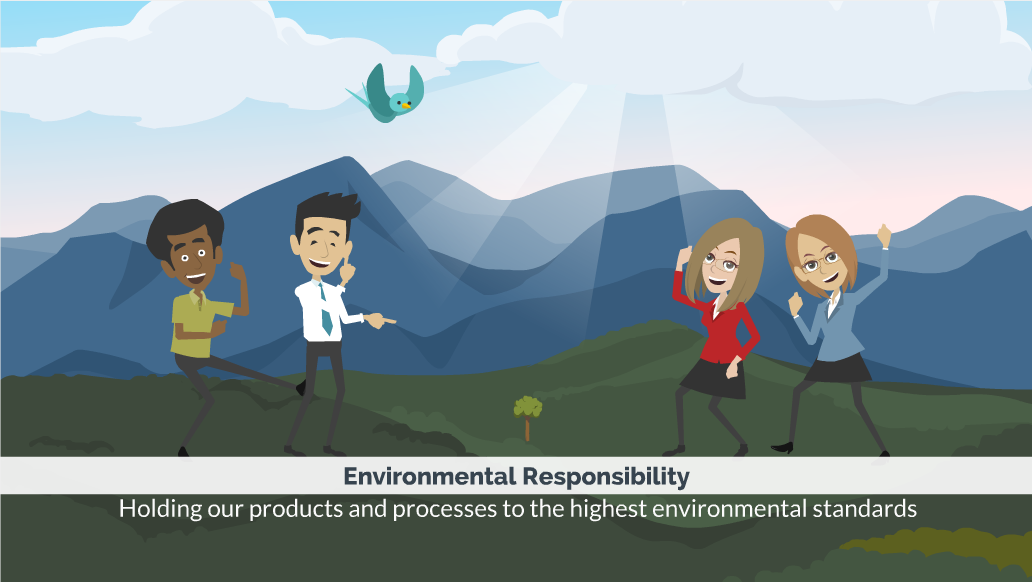 Environmental Responsibility
Holding our products and processes to the highest environmental standards